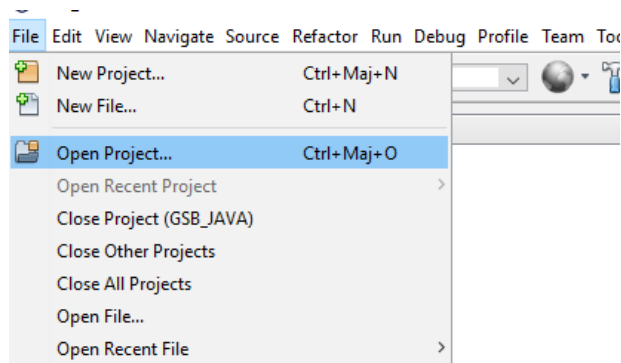 File Edit View Navigate Source Refactor Run Debug Profile Team
New Project... Ctrl+Maj+N
New File... Ctrl+N
Open Project... Ctrl+Maj+O
Open Recent Project
Close Project (GSB_JAVA)
Close Other Projects
Close All Projects
Open File...
Open Recent File